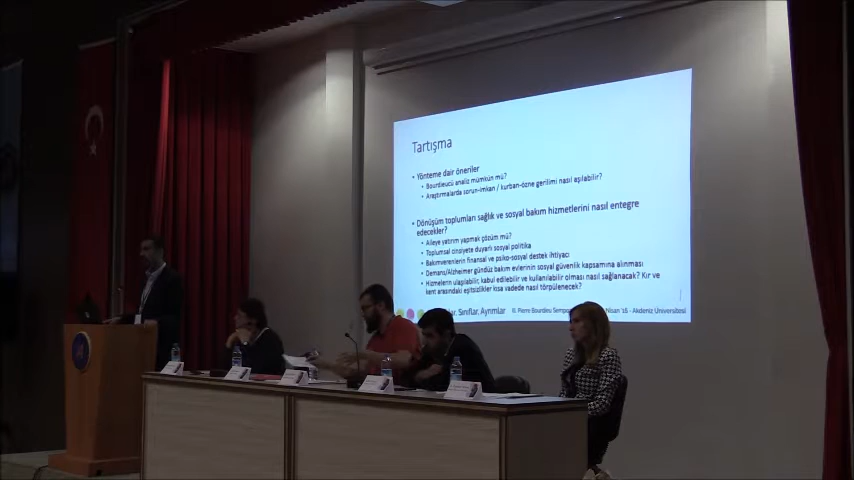 Tartışma
• Yönteme dair öneriler
• Bourdieucü analiz mümkün mü?
• Araştırmalarda sorun-imkan / kurban-özne gerilimi nasıl aşılabilir?
• Dönüşüm toplumları sağlık ve sosyal bakım hizmetlerini nasıl entegre
edecekler?
• Aileye yatırım yapmak çözüm mü?
• Toplumsal cinsiyete duyarlı sosyal politika
• Bakımverenlerin finansal ve psiko-sosyal destek ihtiyacı
• Demans/Alzheimer gündüz bakım evlerinin sosyal güvenlik kapsamına alınması
• Hizmetlerin ulaşılabilir, kabul edilebilir ve kullanılabilir olması nasıl sağlanacak? Kır ve
kent arasındaki eşitsizlikler kısa vadede nasıl törpülenecek?
Sınıflar, Ayrımlar
Pierre Bourdieu Nisan '16 - Akdeniz Üniversitesi